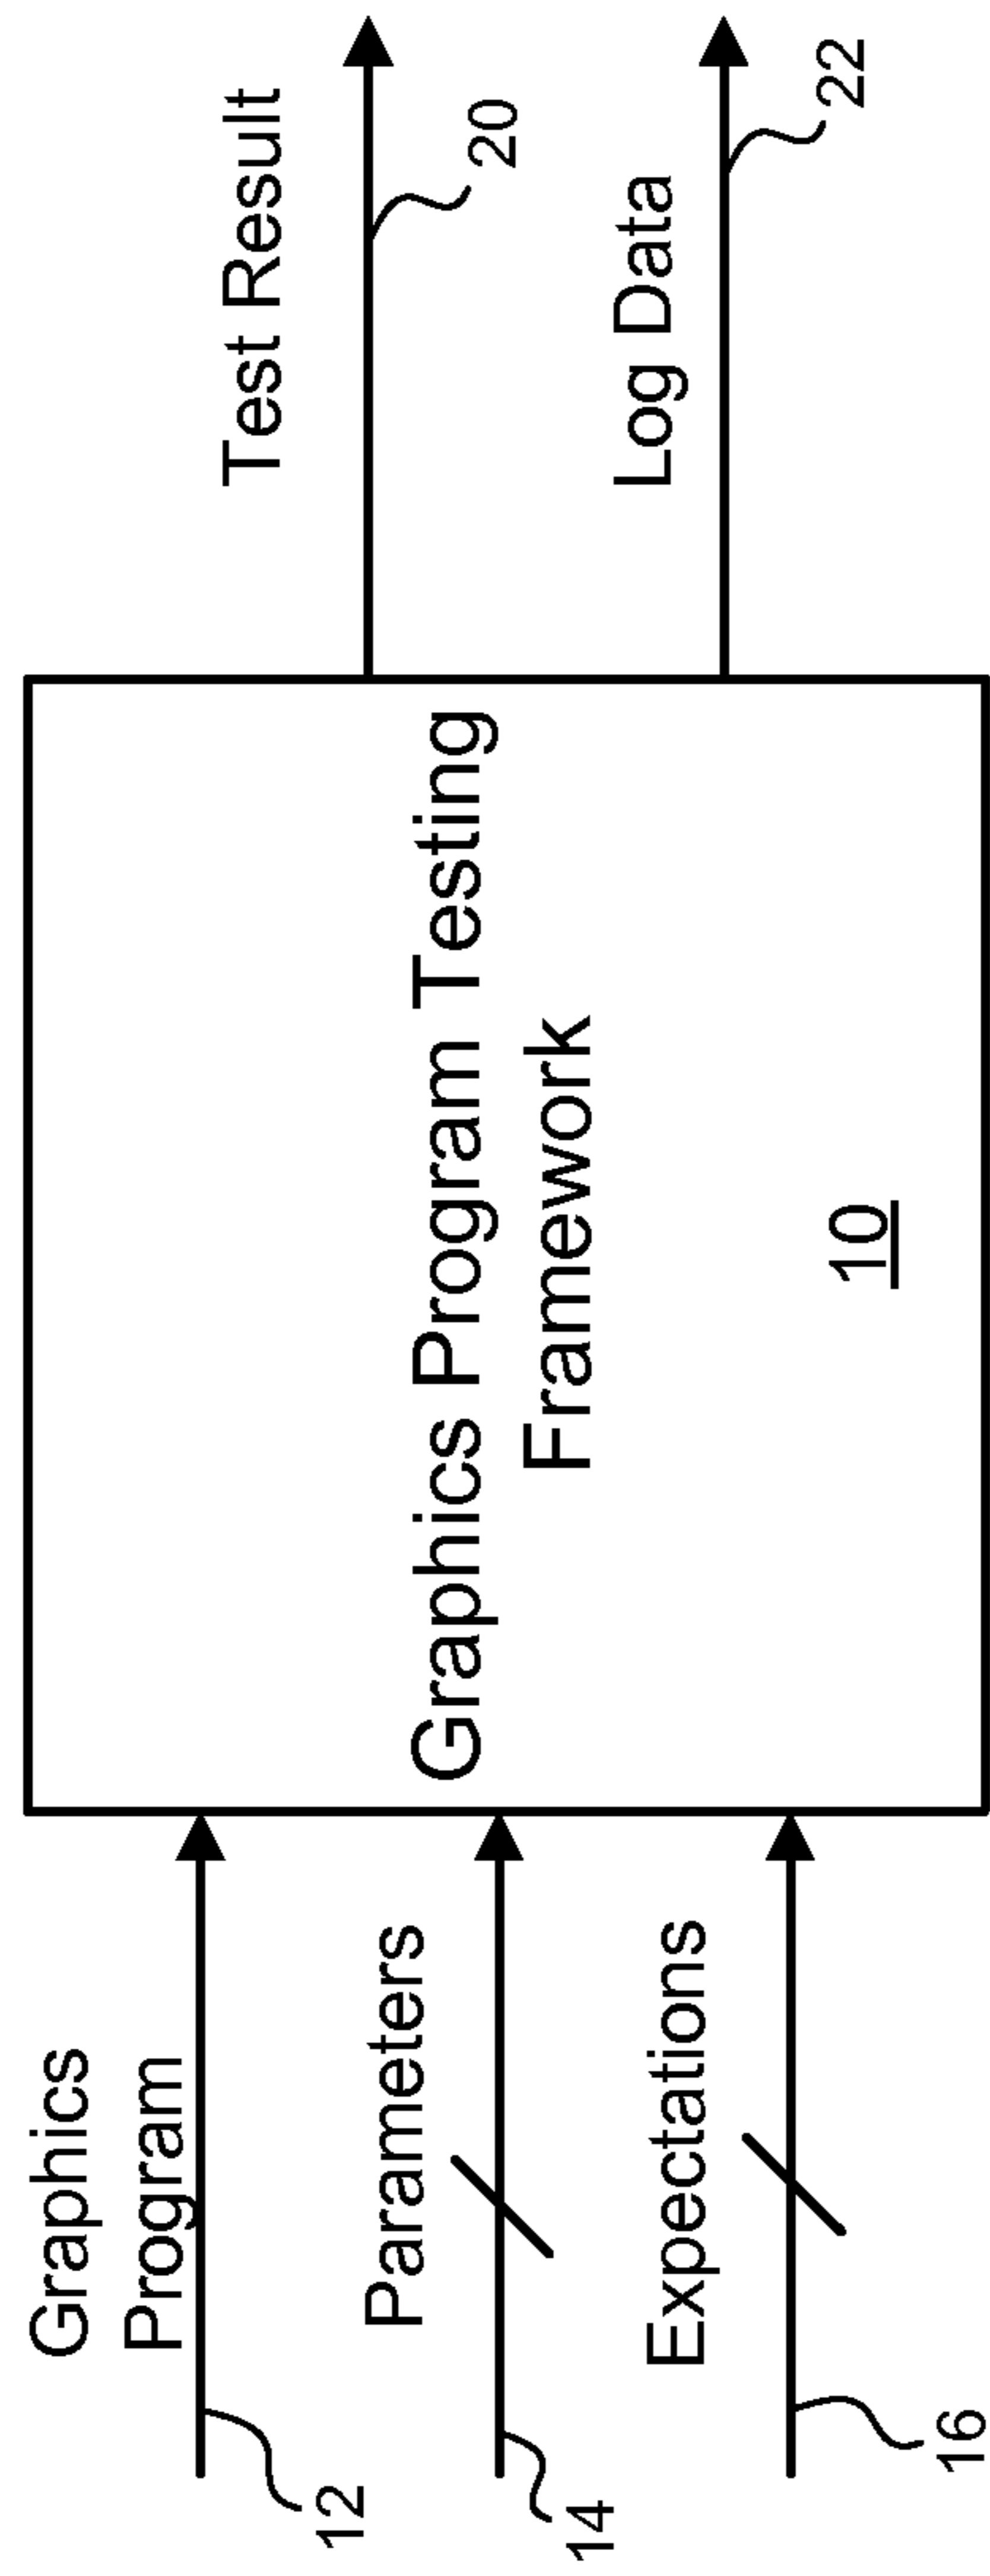 Graphics
Program
12
Parameters
14
Expectations
16
Graphics Program Testing
Framework
10
Test Result
20
Log Data
22